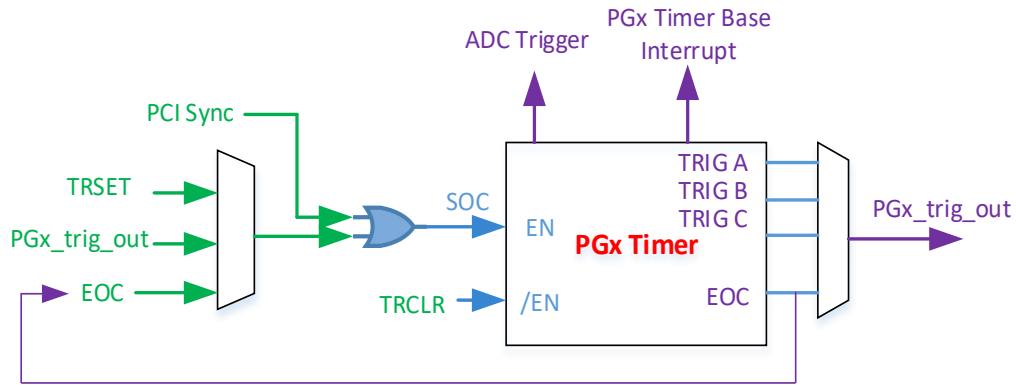 ADC Trigger
PGx Timer Base
Interrupt
PCI Sync
TRSET
PGx_trig_out
EOC
SOC
TRCLR
EN
/EN
PGx Timer
TRIG A
TRIG B
TRIG C
EOC
PGx_trig_out